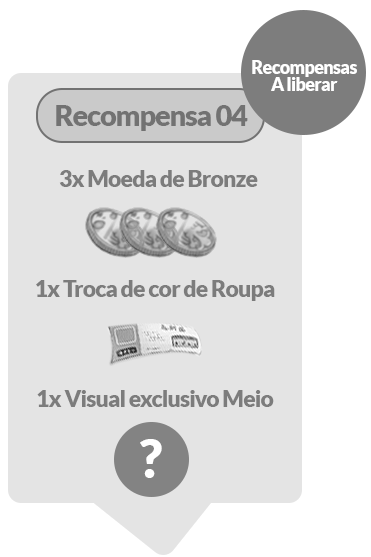 Recompensas
A liberar
Recompensa 04
3x Moeda de Bronze
1x Troca de cor de Roupa
1x Visual exclusivo Meio
?